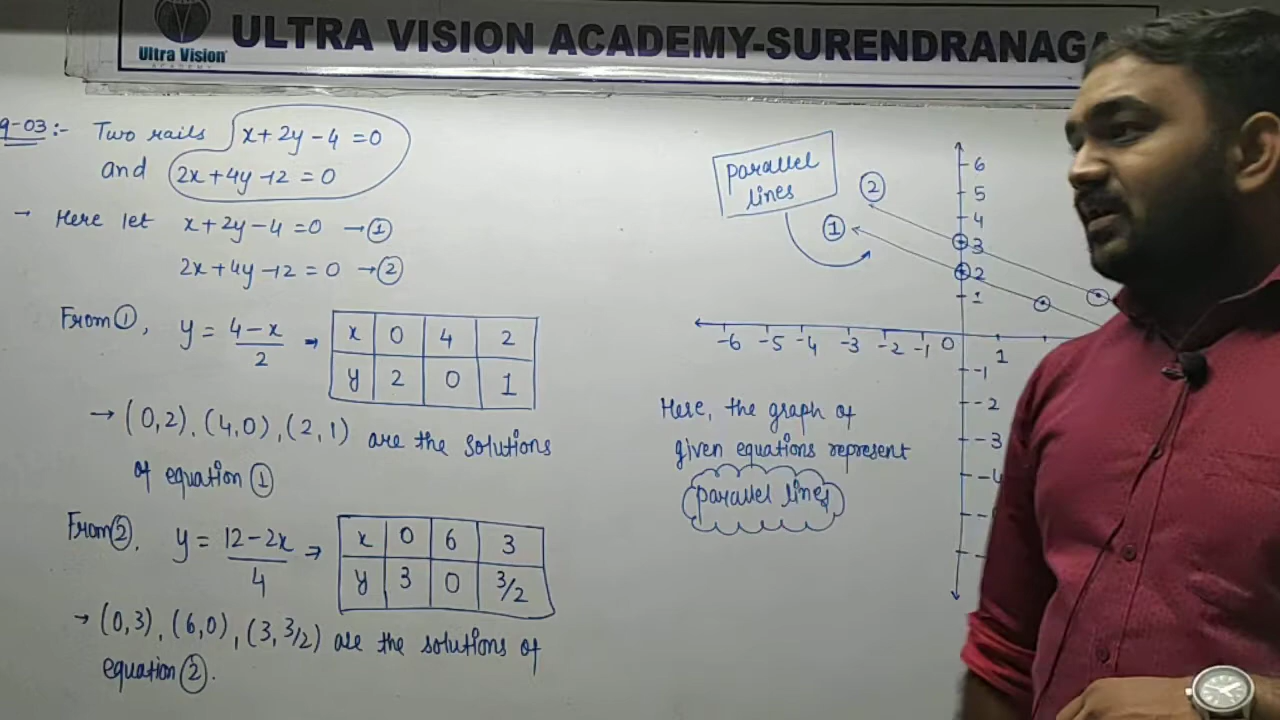 Ultra Vision
ACADEMY
ULTRA VISION ACADEMY-SURENDRANAGA
q-03:- Two rails x+2y-4=0
and 2x+4y-12=0
→ Here let x+2y-4=0 →①
2x+4y-12=0 →②
From①, y = 4-x/2 →
x 0 4 2
y 2 0 1
→ (0,2), (4,0), (2,1) are the solutions
of equation ①
From②, y = 12-2x/4 ⇒
x 0 6 3
y 3 0 3/2
→ (0,3), (6,0), (3,3/2) are the solutions of
equation ②.
parallel
lines
②
①
6
5
4
3
2
1
-6 -5 -4 -3 -2 -1 0 1
-1
-2
-3
-4
Here, the graph of
given equations represent
parallel lines